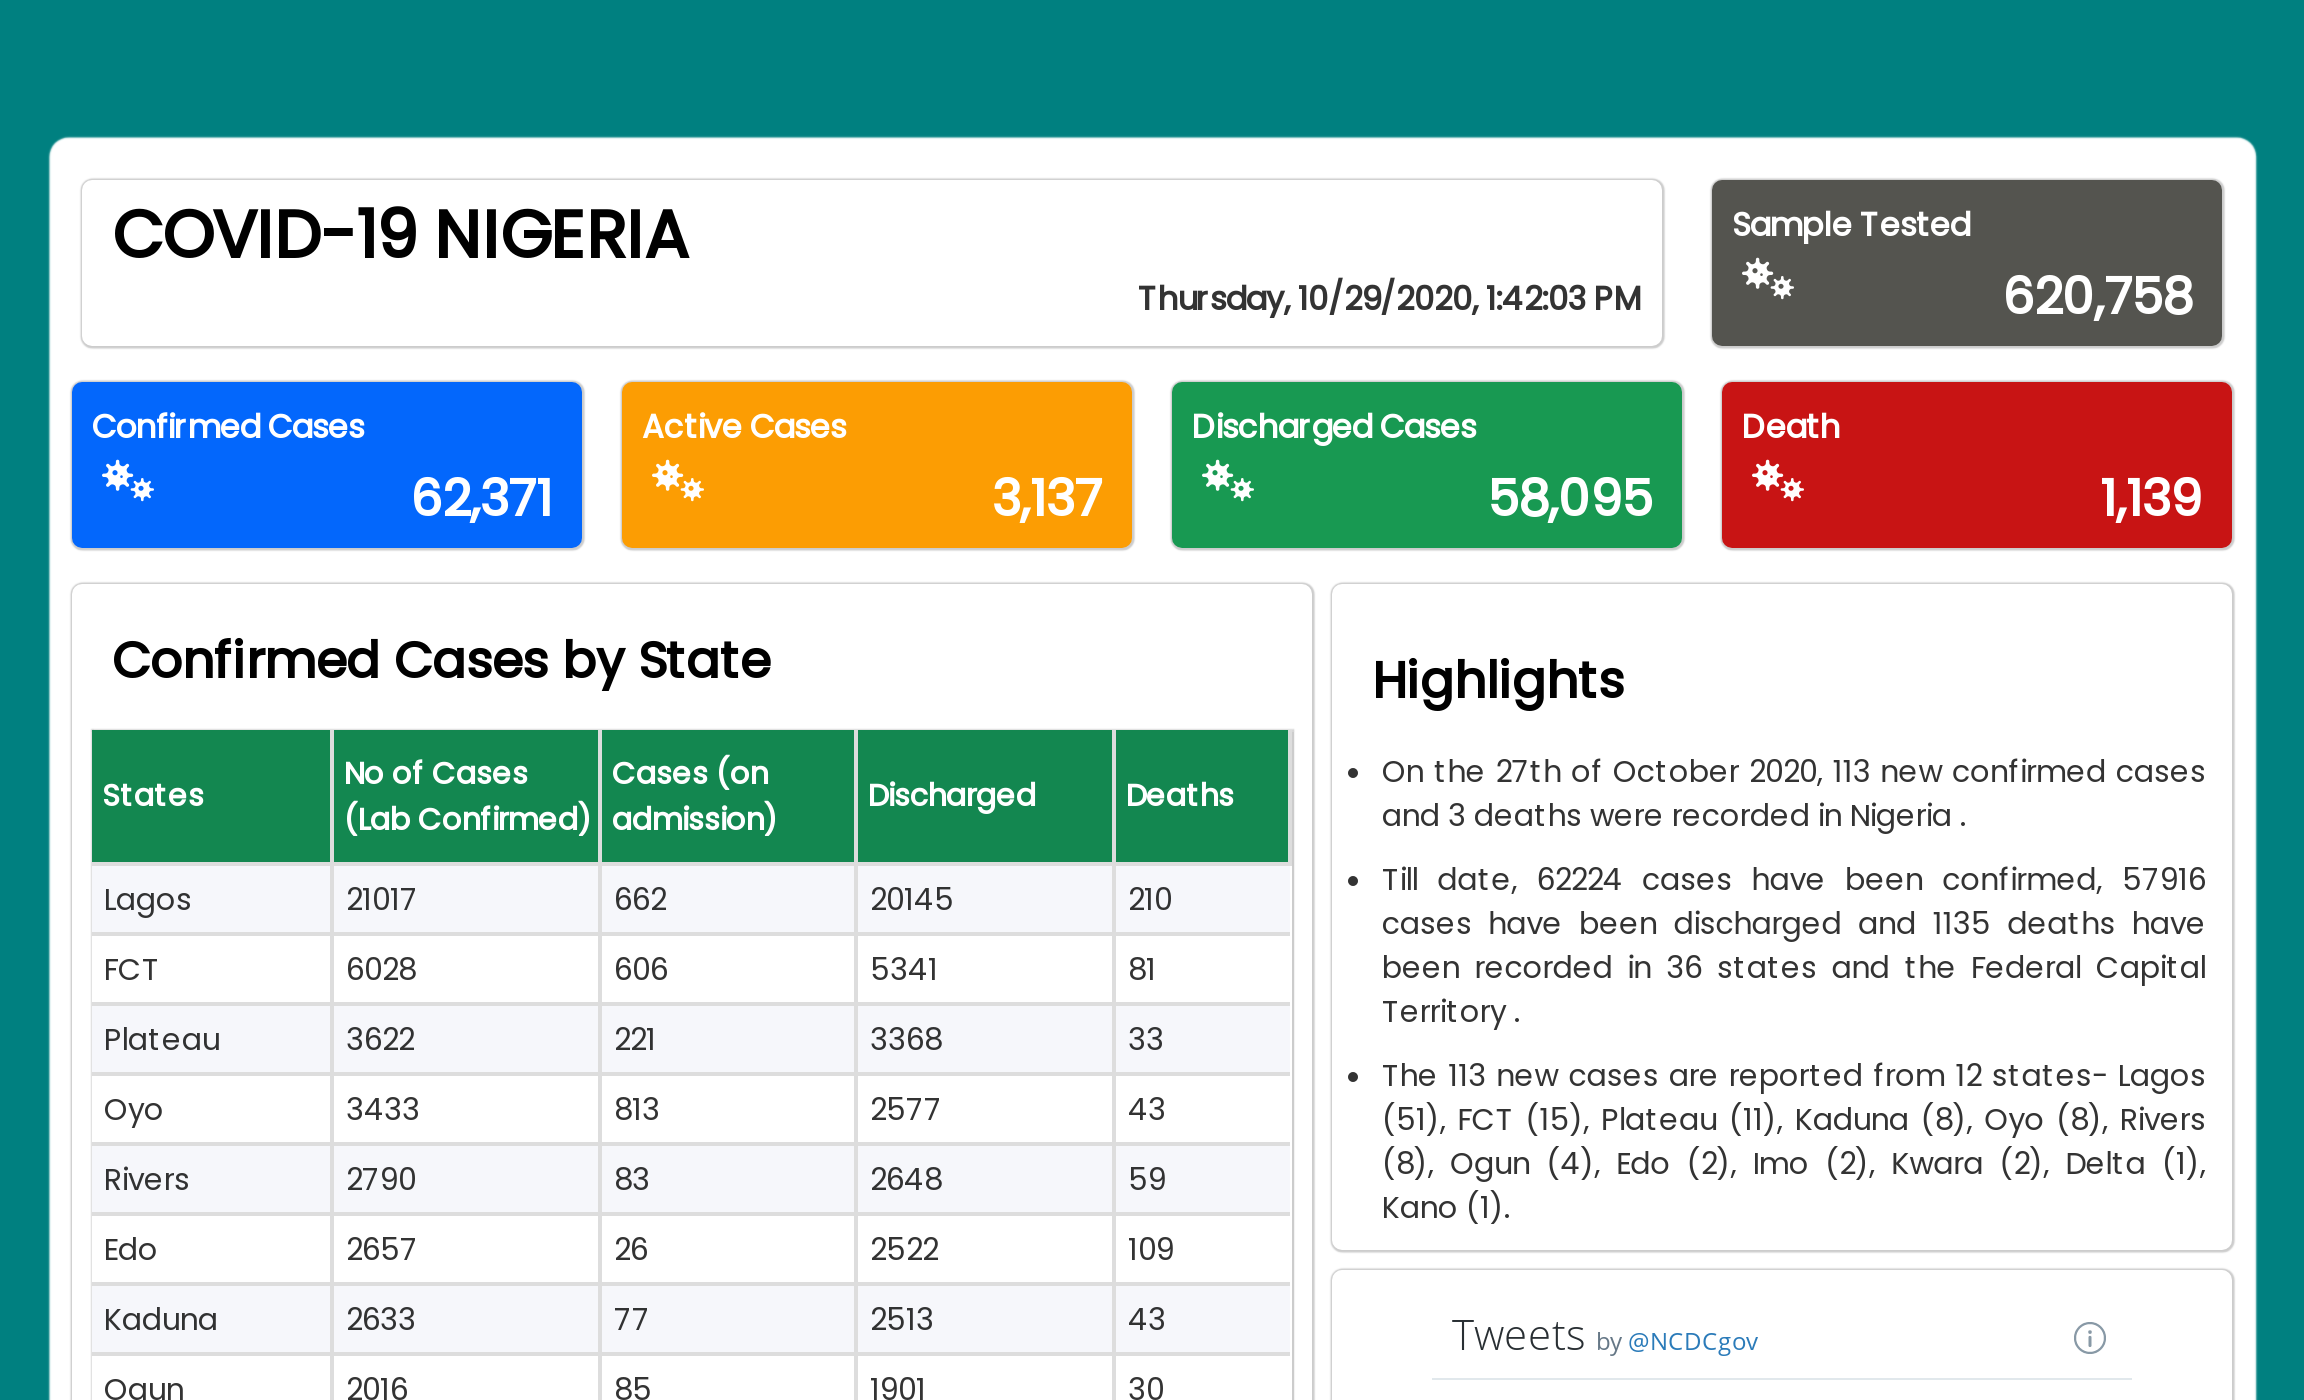 COVID-19 NIGERIA
Thursday, 10/29/2020, 1:42:03 PM
Sample Tested
620,758
Confirmed Cases
62,371
Active Cases
3,137
Discharged Cases
58,095
Death
1,139
Confirmed Cases by State
States No of Cases (Lab Confirmed) Cases (on admission) Discharged Deaths
Lagos 21017 662 20145 210
FCT 6028 606 5341 81
Plateau 3622 221 3368 33
Oyo 3433 813 2577 43
Rivers 2790 83 2648 59
Edo 2657 26 2522 109
Kaduna 2633 77 2513 43
Ogun 2016 85 1901 30
Highlights
• On the 27th of October 2020, 113 new confirmed cases
and 3 deaths were recorded in Nigeria .
• Till date, 62224 cases have been confirmed, 57916
cases have been discharged and 1135 deaths have
been recorded in 36 states and the Federal Capital
Territory .
• The 113 new cases are reported from 12 states- Lagos
(51), FCT (15), Plateau (11), Kaduna (8), Oyo (8), Rivers
(8), Ogun (4), Edo (2), Imo (2), Kwara (2), Delta (1),
Kano (1).
Tweets by @NCDCgov